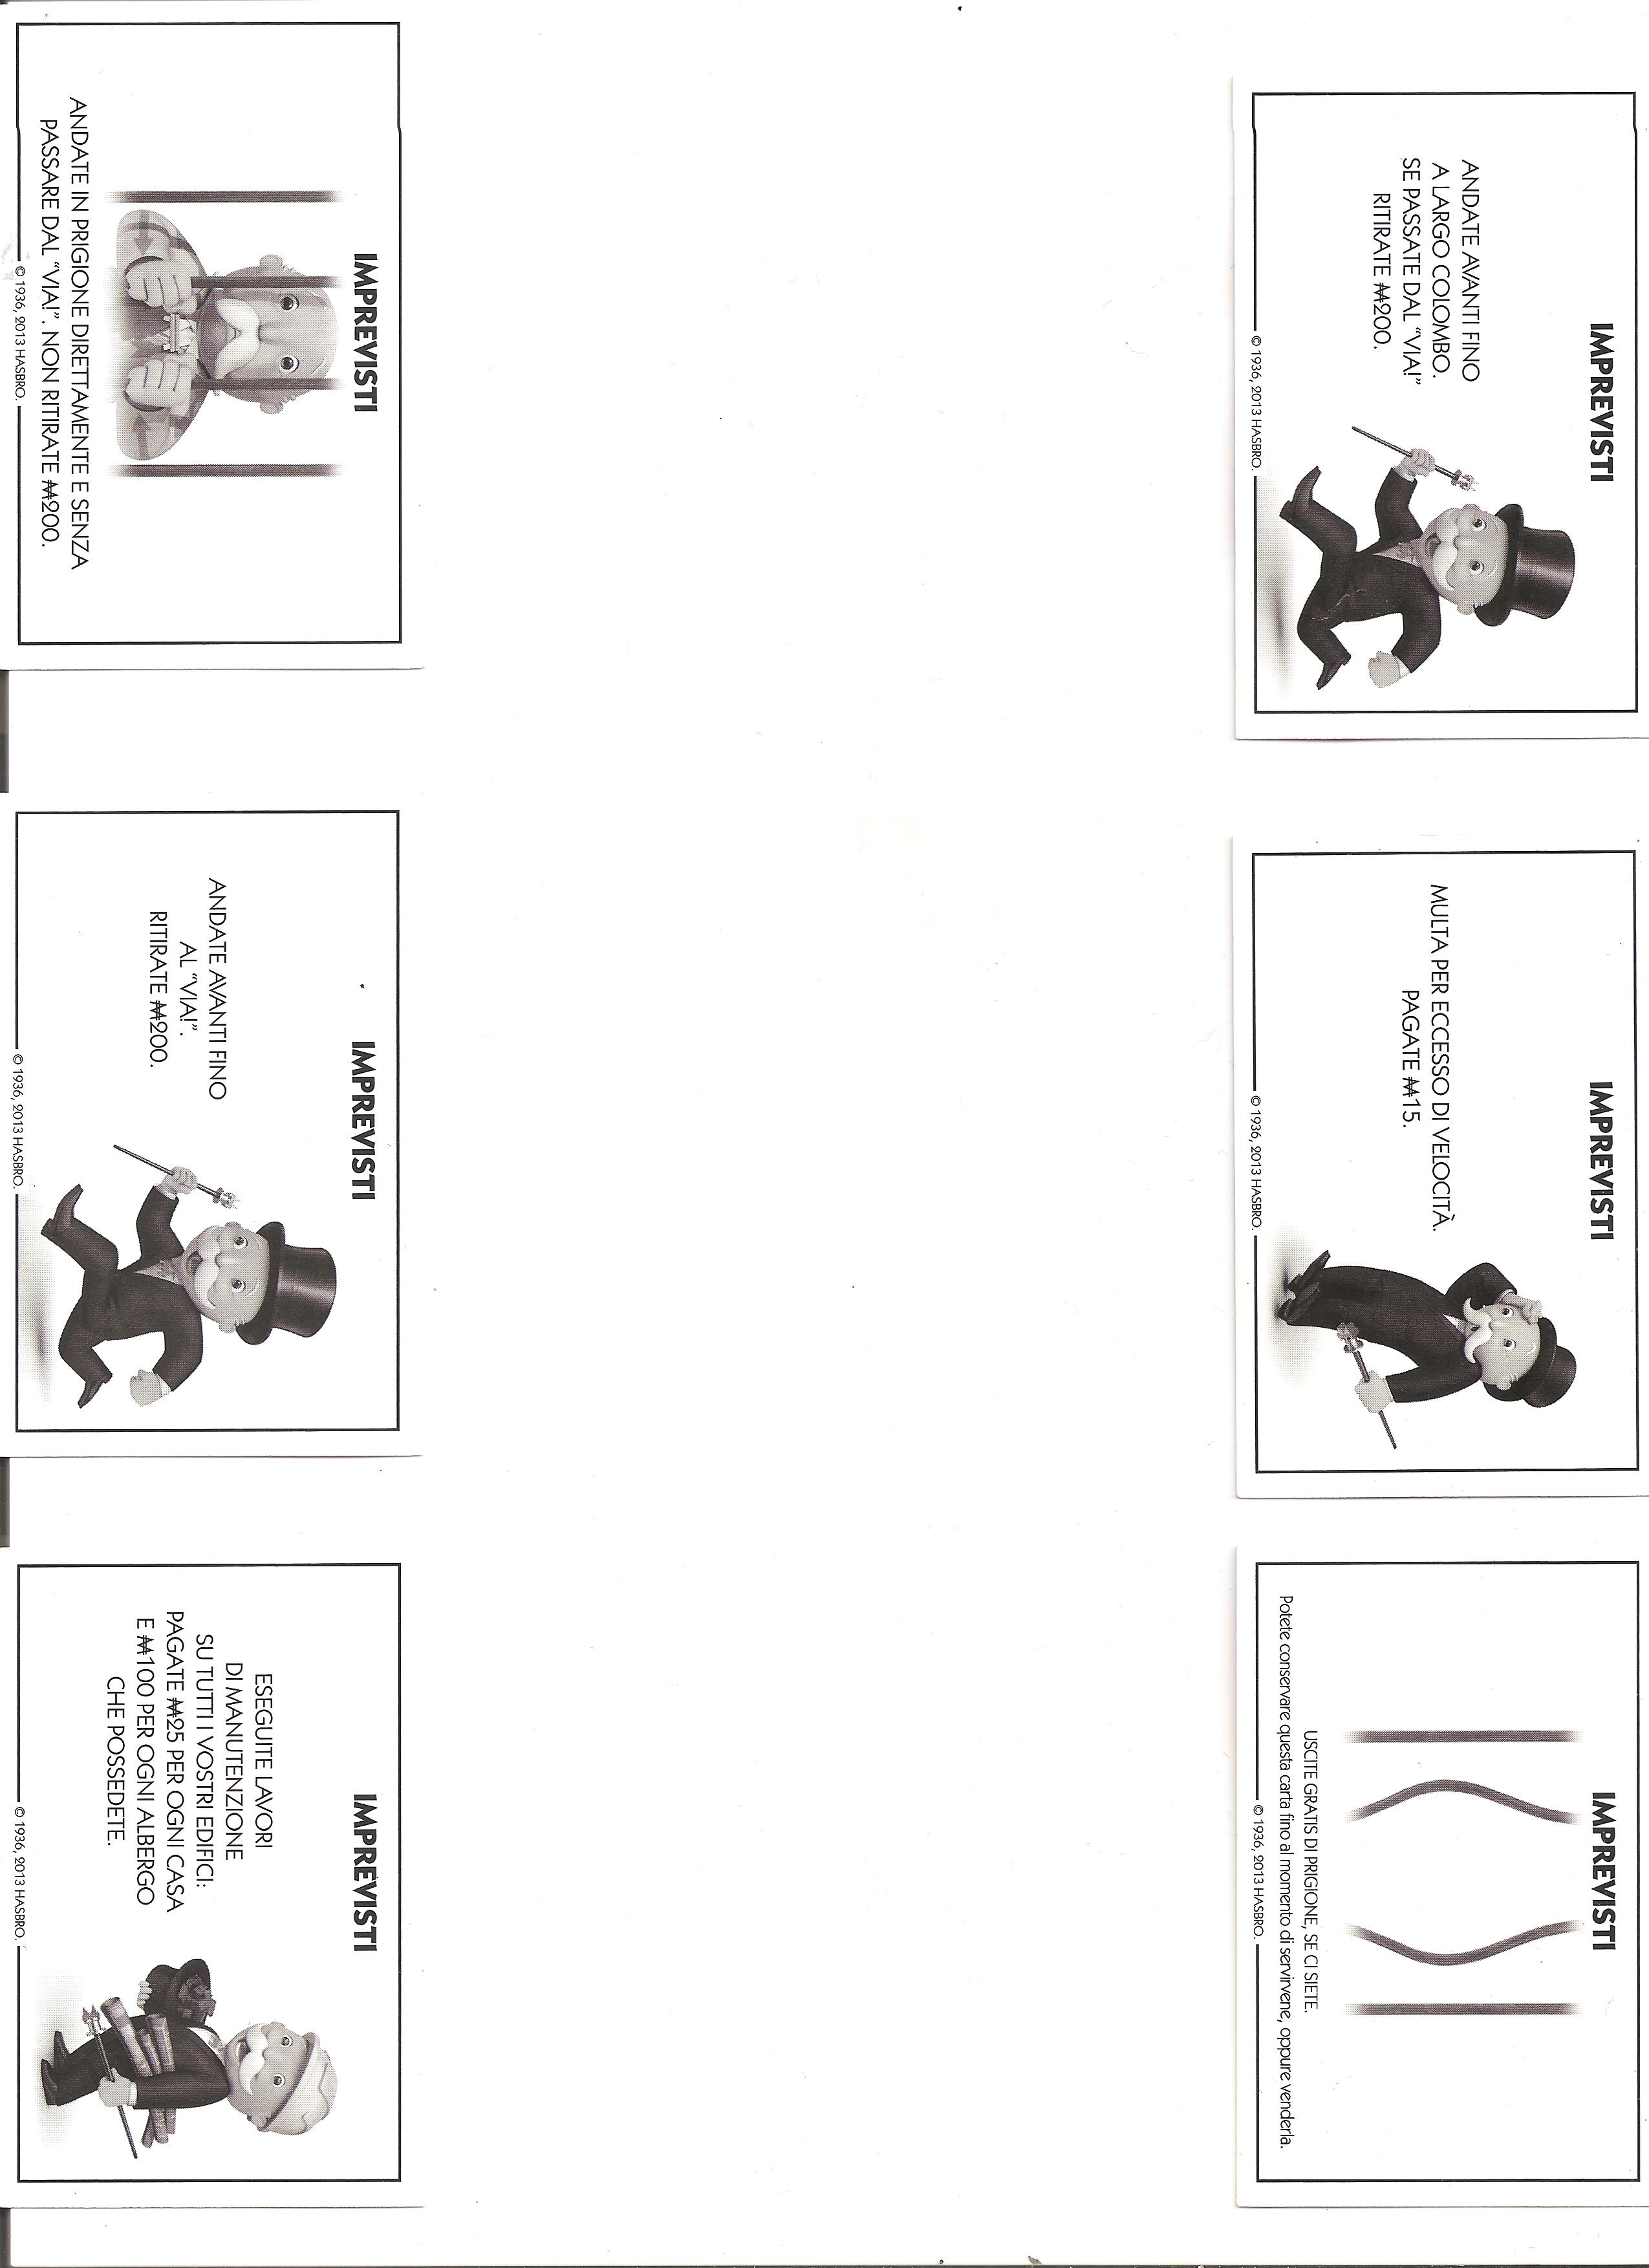 IMPREVISTI
ANDATE AVANTI FINO
A LARGO COLOMBO.
SE PASSATE DAL “VIA!”
RITIRATE ₩200.
© 1936, 2013 HASBRO.
IMPREVISTI
MULTA PER ECCESSO DI VELOCITÀ.
PAGATE ₩15.
© 1936, 2013 HASBRO.
IMPREVISTI
USCITE GRATIS DI PRIGIONE, SE CI SIETE.
Potete conservare questa carta fino al momento di servirvene, oppure venderla.
© 1936, 2013 HASBRO.
IMPREVISTI
ANDATE IN PRIGIONE DIRETTAMENTE E SENZA
PASSARE DAL “VIA!”. NON RITIRATE ₩200.
© 1936, 2013 HASBRO.
IMPREVISTI
ANDATE AVANTI FINO
AL “VIA!”.
RITIRATE ₩200.
© 1936, 2013 HASBRO.
IMPREVISTI
ESEGUITE LAVORI
DI MANUTENZIONE
SU TUTTI I VOSTRI EDIFICI:
PAGATE ₩25 PER OGNI CASA
E ₩100 PER OGNI ALBERGO
CHE POSSEDETE.
© 1936, 2013 HASBRO.